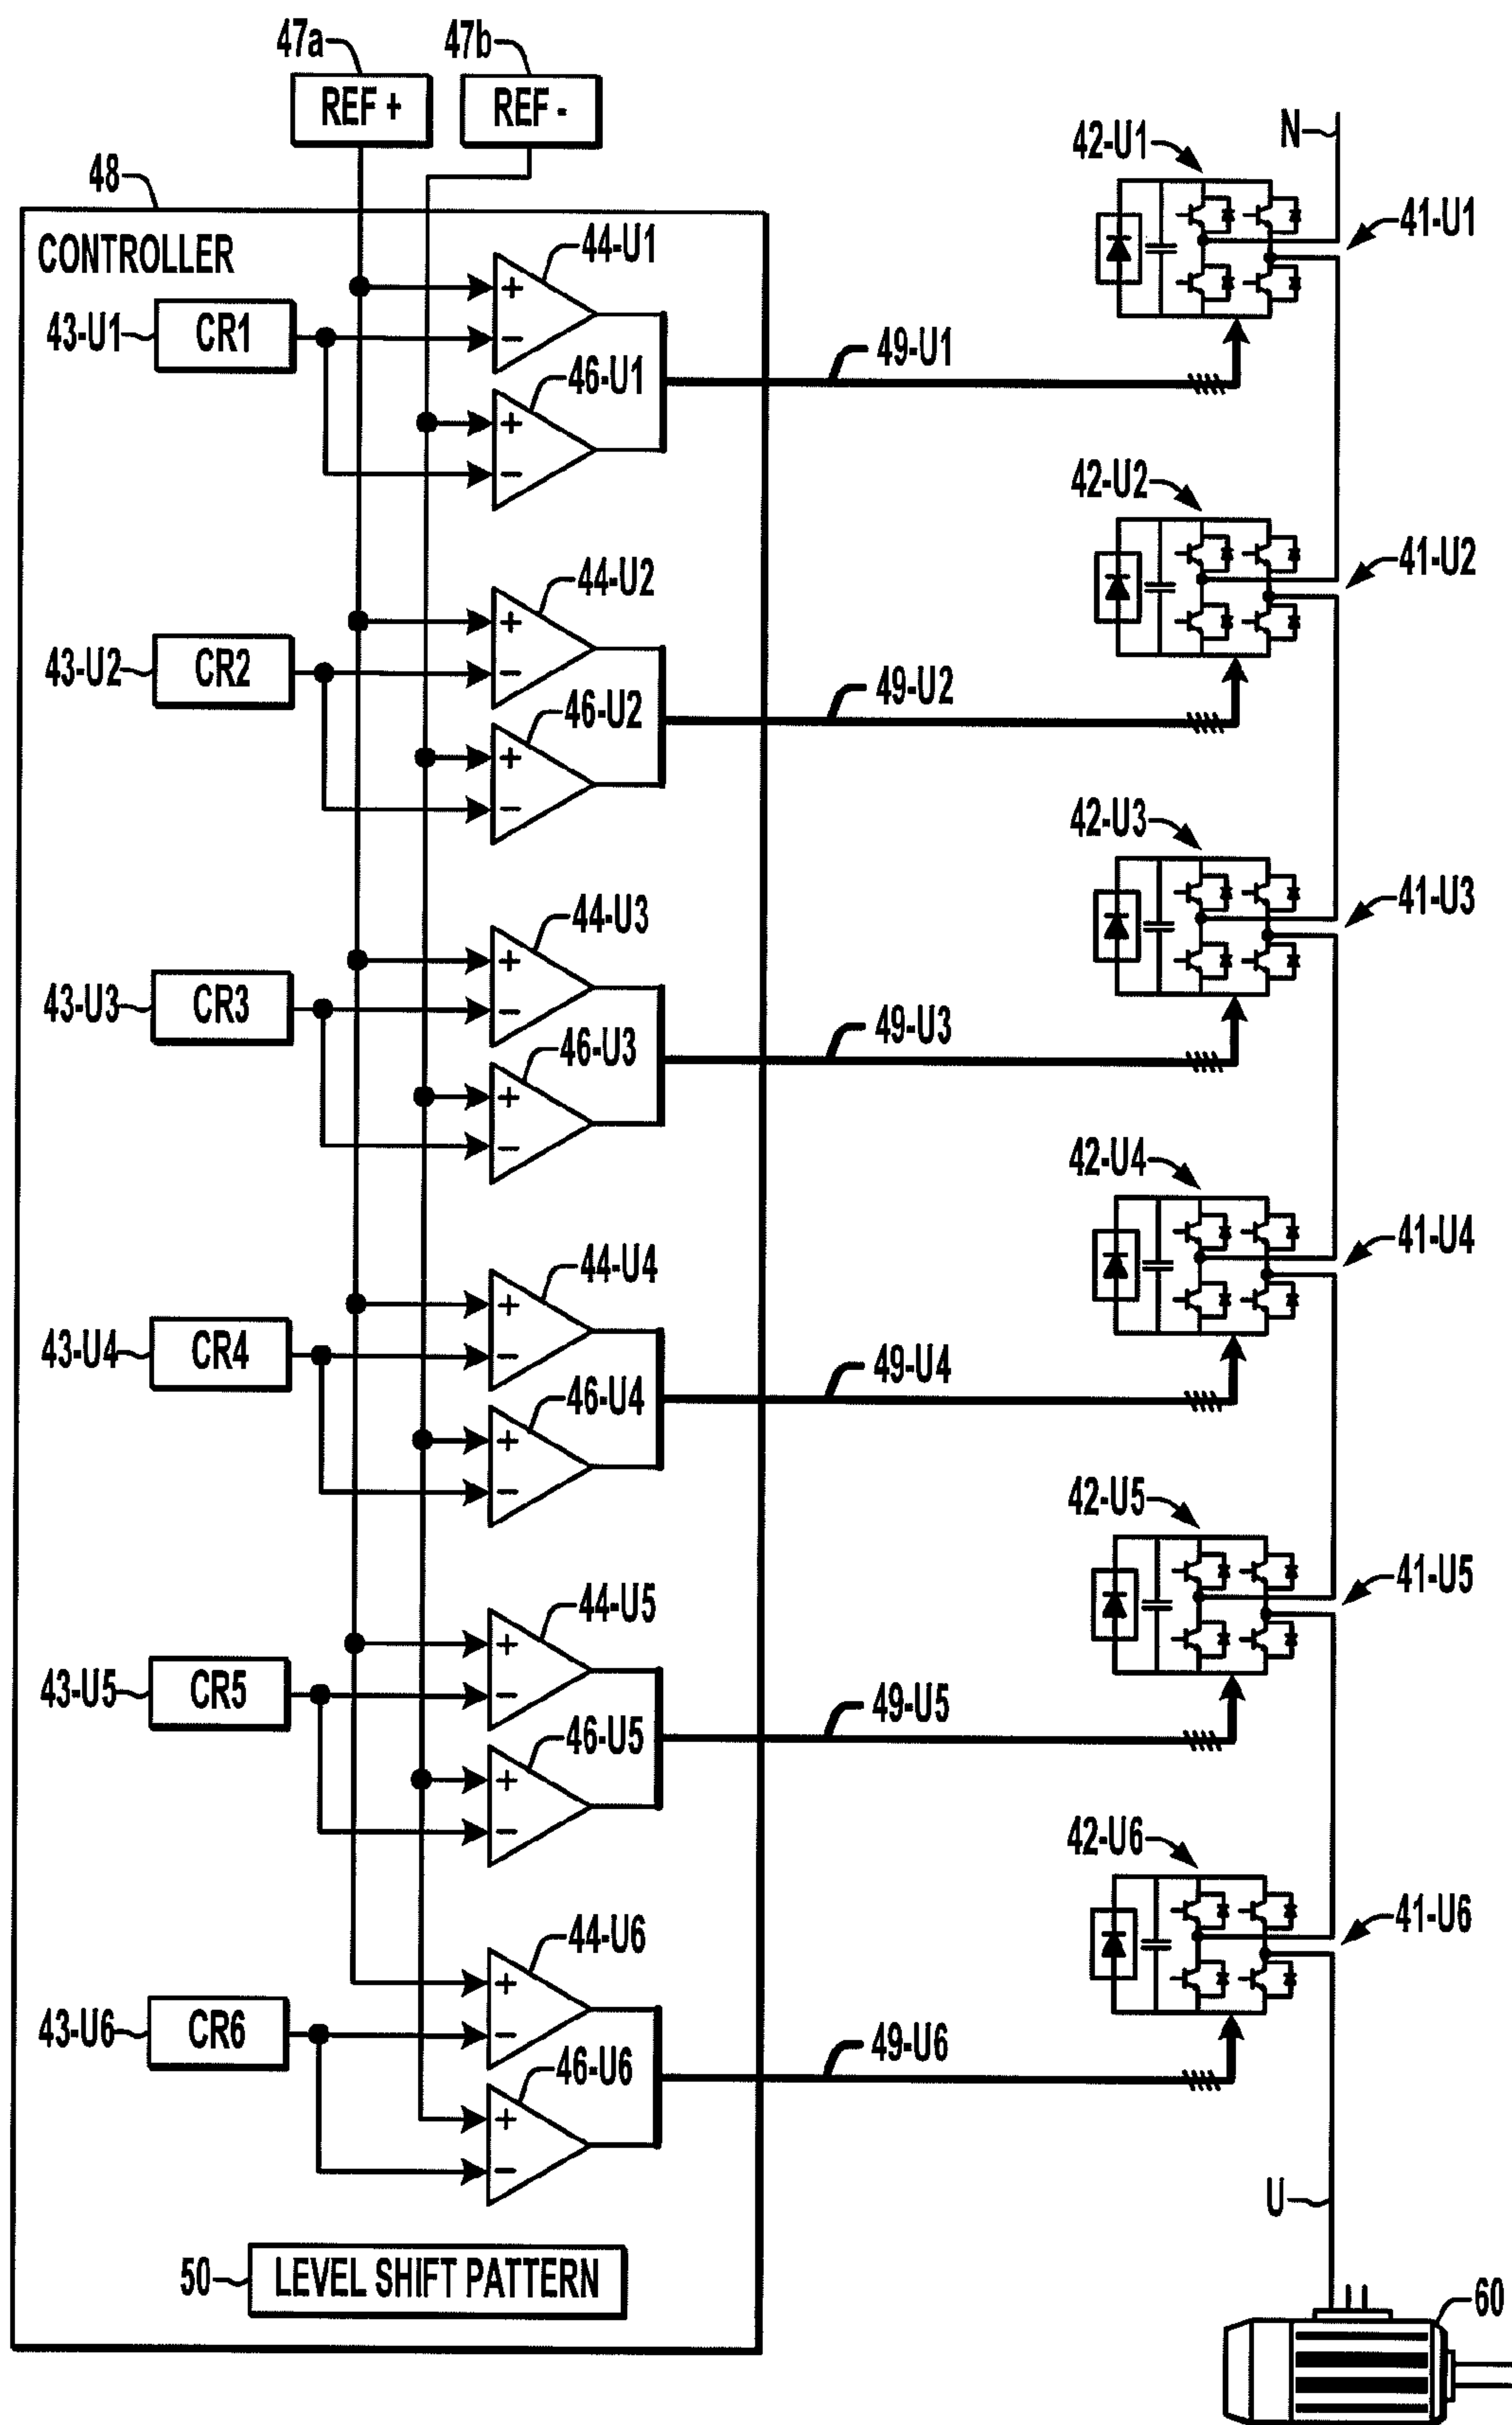 47a
47b
REF +
REF -
48
CONTROLLER
42-U1
N
41-U1
44-U1
43-U1
CR1
46-U1
49-U1
+
-
+
-
42-U2
41-U2
44-U2
43-U2
CR2
46-U2
49-U2
+
-
+
-
42-U3
41-U3
44-U3
43-U3
CR3
46-U3
49-U3
+
-
+
-
42-U4
41-U4
44-U4
43-U4
CR4
46-U4
49-U4
+
-
+
-
42-U5
41-U5
44-U5
43-U5
CR5
46-U5
49-U5
+
-
+
-
42-U6
41-U6
44-U6
43-U6
CR6
46-U6
49-U6
+
-
+
-
U
50
LEVEL SHIFT PATTERN
60